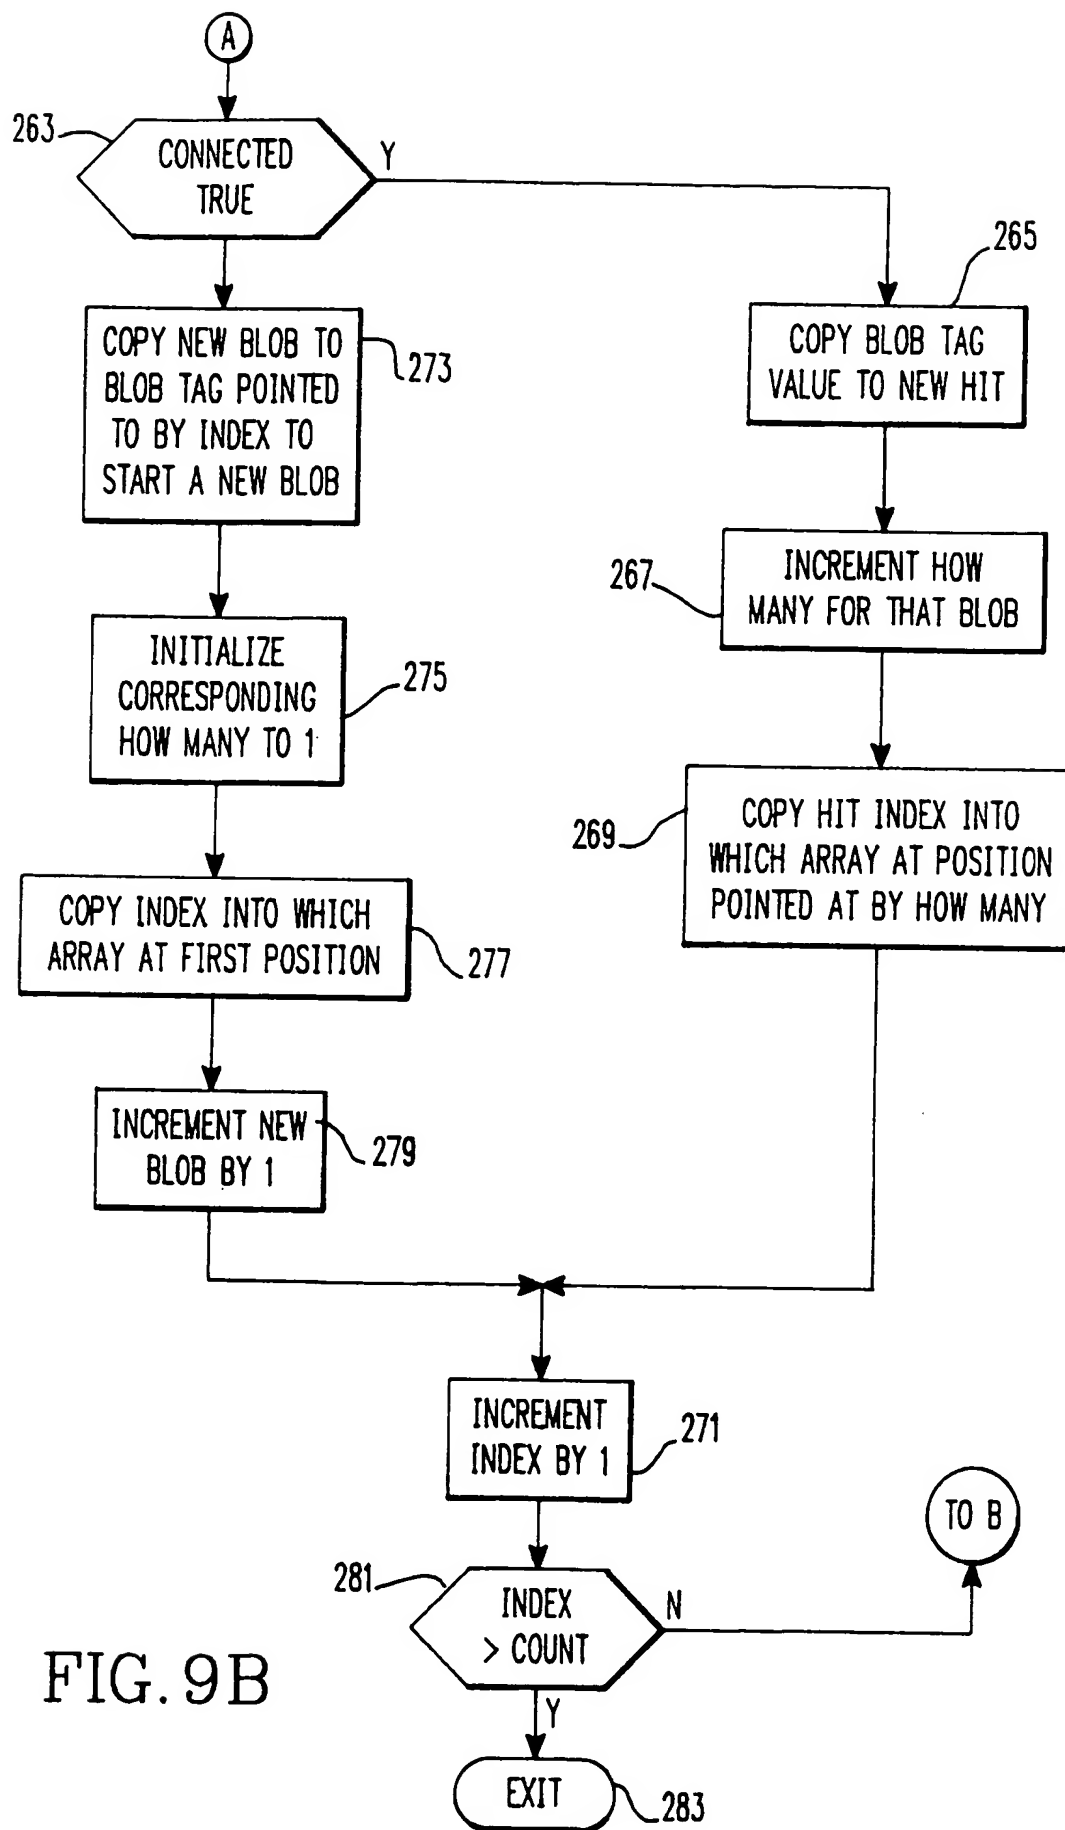 A
263
CONNECTED
TRUE
Y
265
COPY NEW BLOB TO
BLOB TAG POINTED
TO BY INDEX TO
START A NEW BLOB
273
COPY BLOB TAG
VALUE TO NEW HIT
267
INCREMENT HOW
MANY FOR THAT BLOB
INITIALIZE
CORRESPONDING
HOW MANY TO 1
275
269
COPY HIT INDEX INTO
WHICH ARRAY AT POSITION
POINTED AT BY HOW MANY
COPY INDEX INTO WHICH
ARRAY AT FIRST POSITION
277
INCREMENT NEW
BLOB BY 1
279
INCREMENT
INDEX BY 1
271
TO B
281
INDEX
> COUNT
N
Y
FIG. 9B
EXIT
283